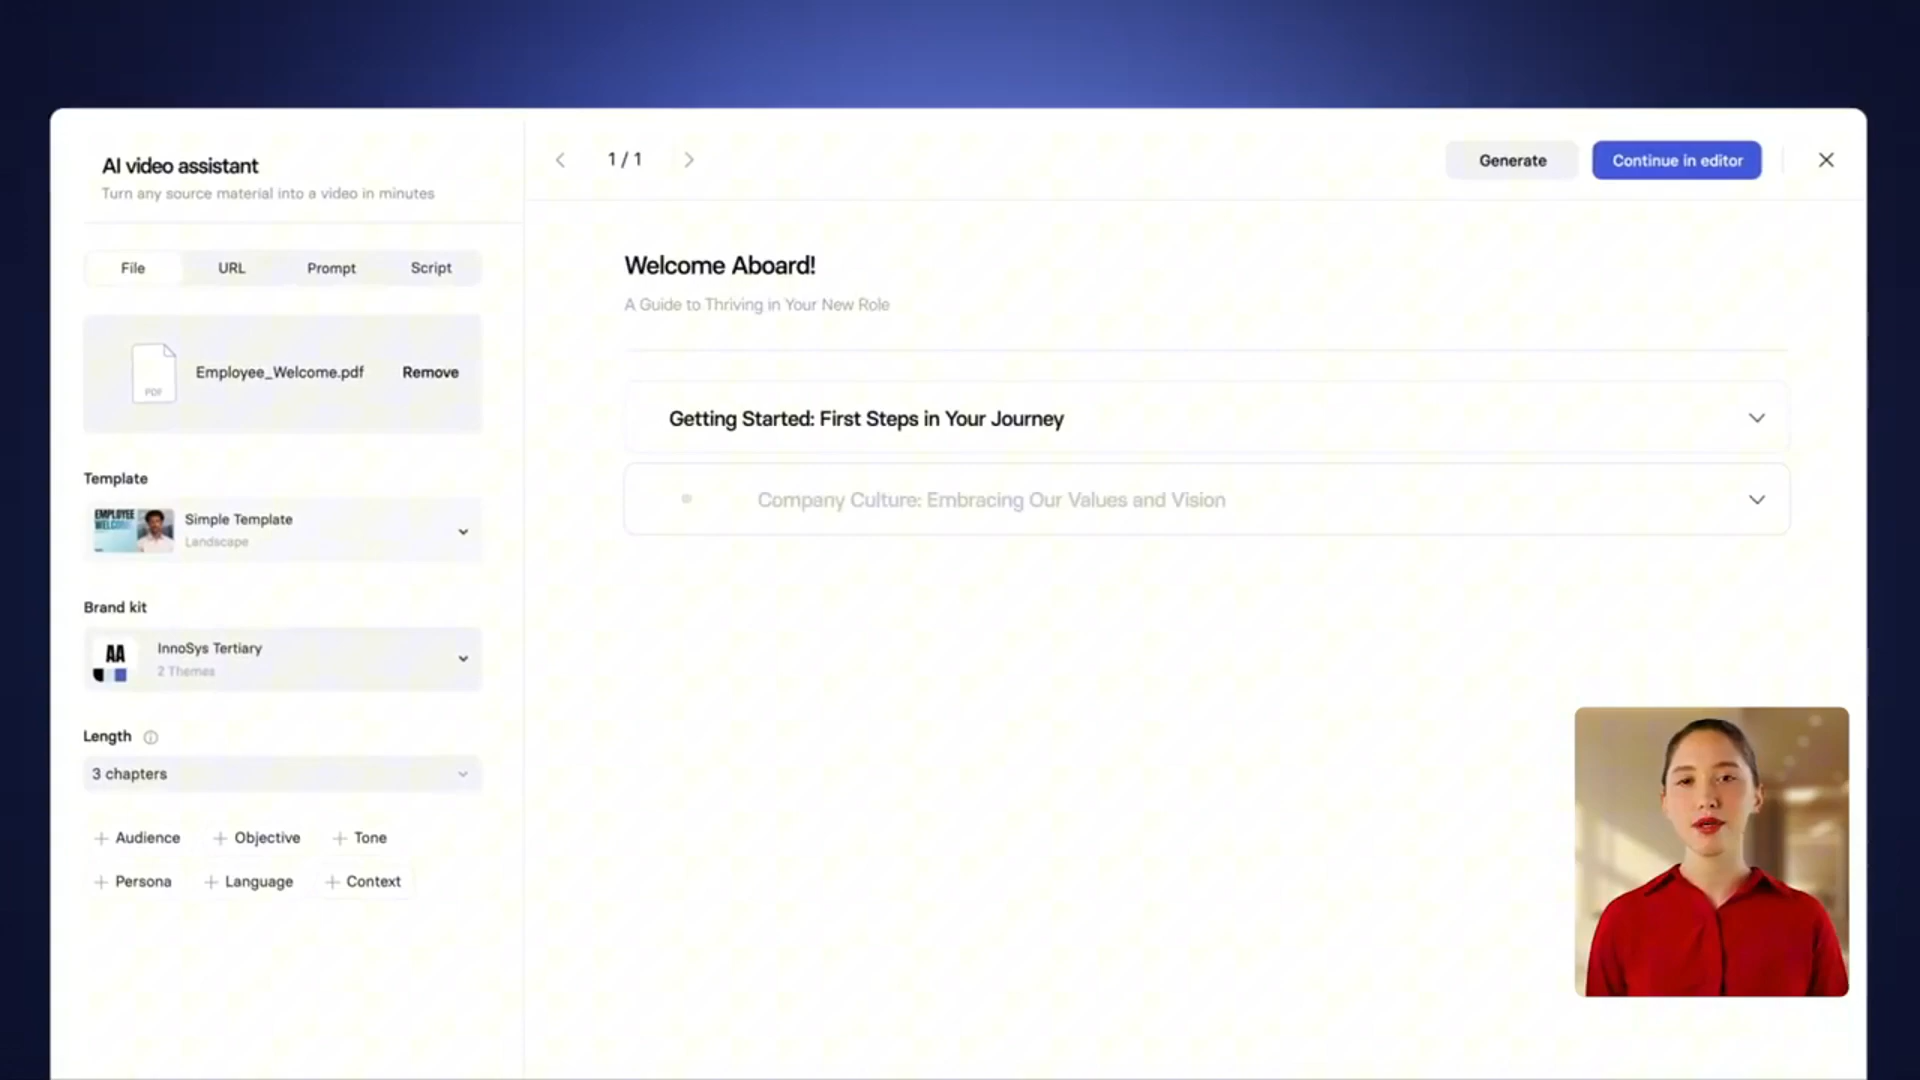 AI video assistant
Turn any source material into a video in minutes
File
URL
Prompt
Script
PDF
Employee_Welcome.pdf
Remove
Template
EMPLOYEE
WELCOME
Simple Template
Landscape
Brand kit
AA
InnoSys Tertiary
2 Themes
Length
3 chapters
+ Audience
+ Objective
+ Tone
+ Persona
+ Language
+ Context
1 / 1
Generate
Continue in editor
Welcome Aboard!
A Guide to Thriving in Your New Role
Getting Started: First Steps in Your Journey
Company Culture: Embracing Our Values and Vision